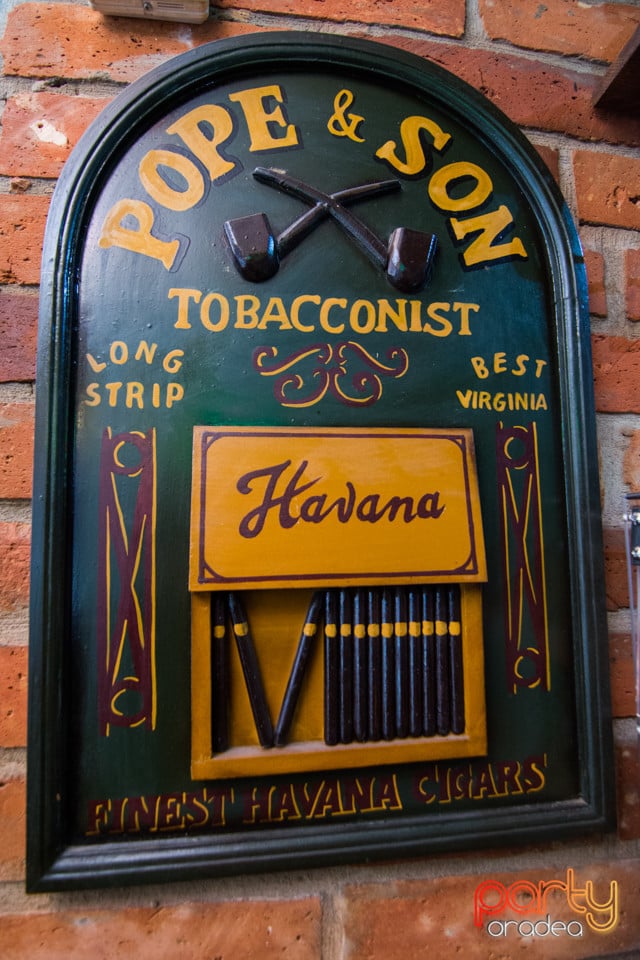 POPE & SON
TOBACCONIST
LONG
STRIP
BEST
VIRGINIA
Havana
FINEST HAVANA CIGARS
party
oradea